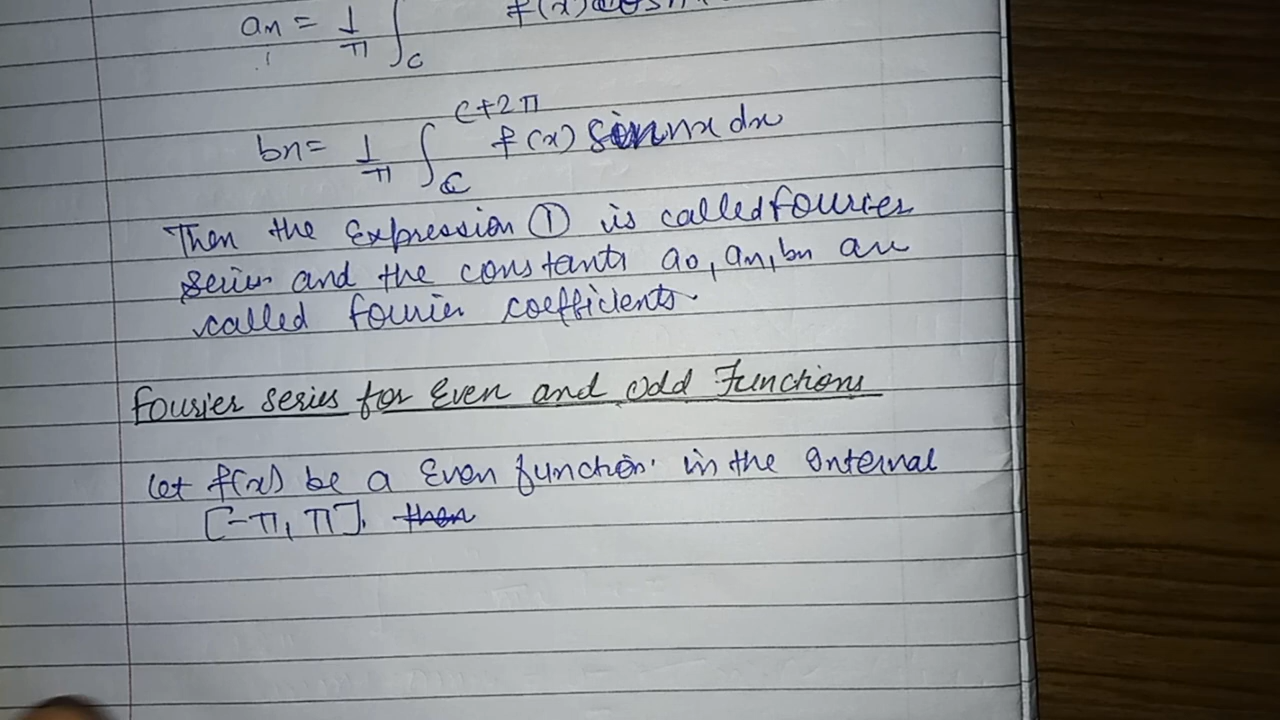 an = 1/π ∫c f(x) cosn
bn = 1/π ∫c^c+2π f(x) sin nx dx
Then the Expression ① is called fourier
series and the constants a0, an, bn are
called fourier coefficients.
Fourier series for Even and odd Functions
Let f(x) be a Even function in the Interval
[-π, π]. then